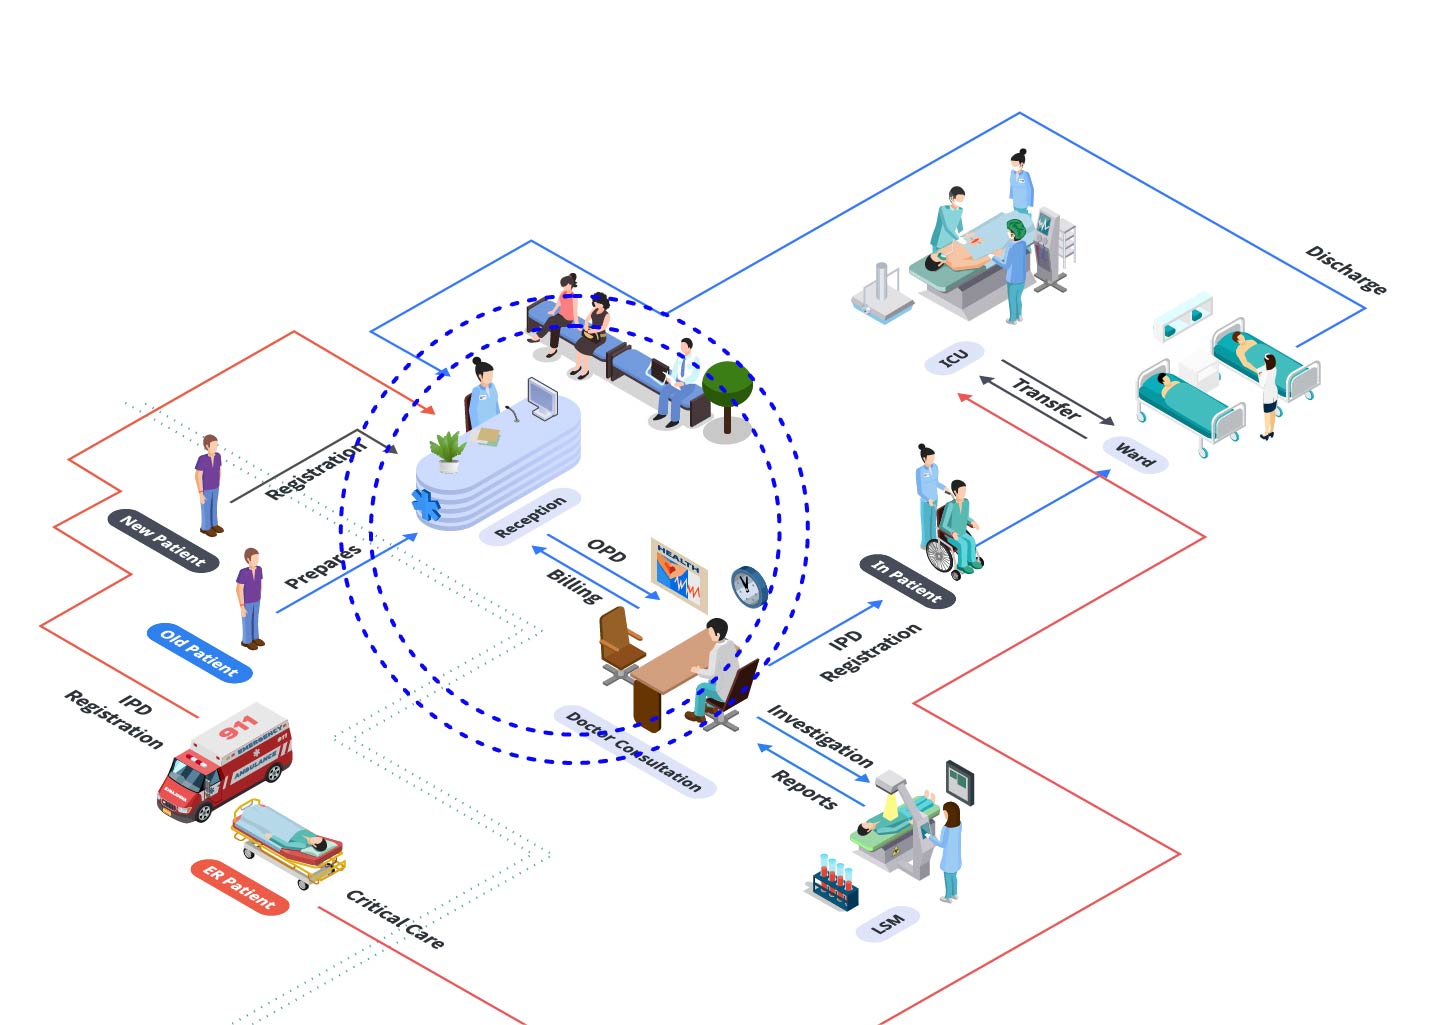 Discharge
ICU
Transfer
Ward
Registration
Reception
New Patient
Prepares
OPD
Billing
HEALTH
In Patient
Old Patient
IPD
Registration
IPD
Registration
911
EMERGENCY
911
AMBULANCE
Doctor Consultation
Investigation
Reports
ER Patient
Critical Care
LSM